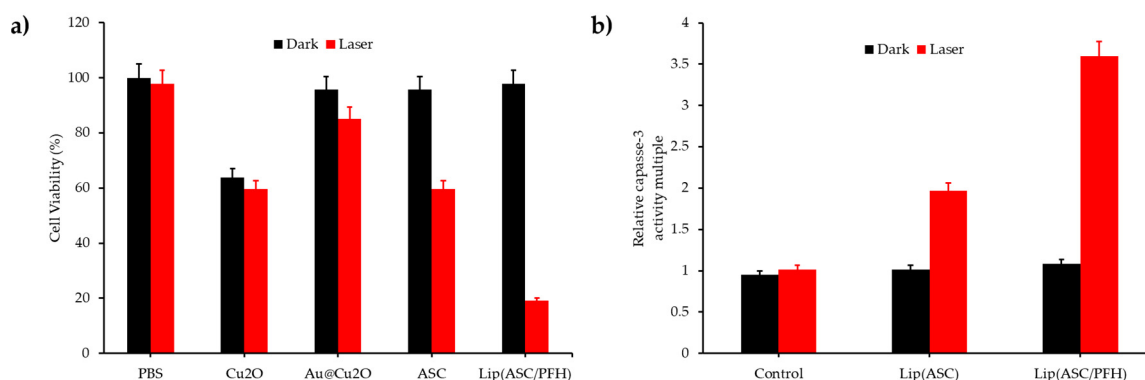 a)
Dark Laser
Cell Viability (%)
120
100
80
60
40
20
0
PBS Cu2O Au@Cu2O ASC Lip(ASC/PFH)
b)
Dark Laser
Relative capasse-3
activity multiple
4
3.5
3
2.5
2
1.5
1
0.5
0
Control Lip(ASC) Lip(ASC/PFH)